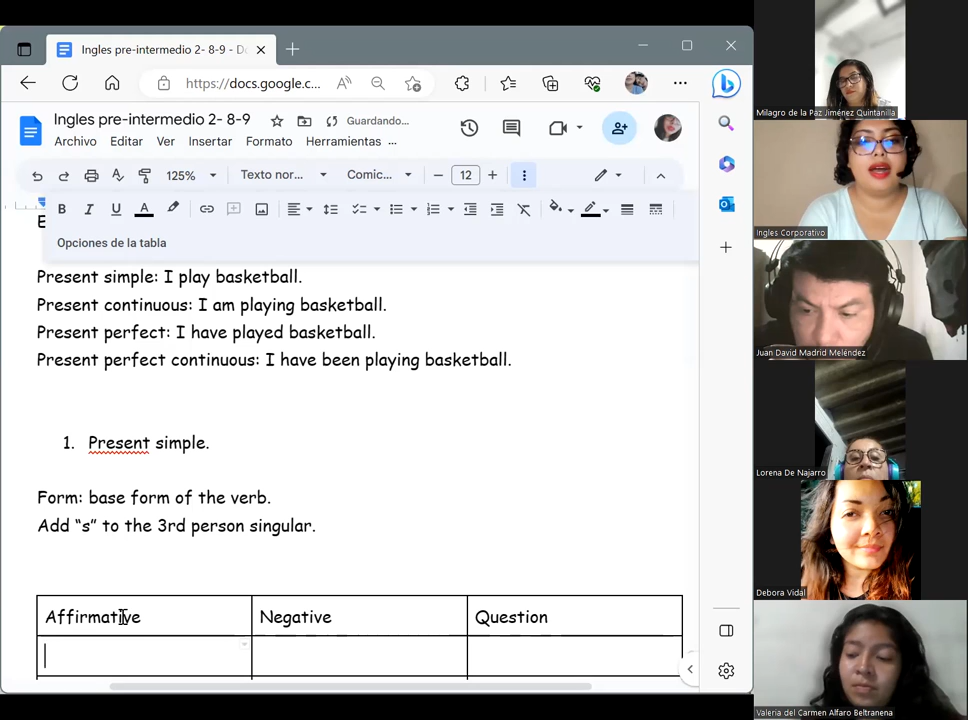 Ingles pre-intermedio 2- 8-9 - Do
https://docs.google.c...
Ingles pre-intermedio 2- 8-9
Guardando...
Archivo Editar Ver Insertar Formato Herramientas ...
125% Texto nor... Comic... 12
Opciones de la tabla
Present simple: I play basketball.
Present continuous: I am playing basketball.
Present perfect: I have played basketball.
Present perfect continuous: I have been playing basketball.
1. Present simple.
Form: base form of the verb.
Add “s” to the 3rd person singular.
Affirmative Negative Question
Milagro de la Paz Jiménez Quintanilla
Ingles Corporativo
Juan David Madrid Meléndez
Lorena De Najarro
Debora Vidal
Valeria del Carmen Alfaro Beltranena